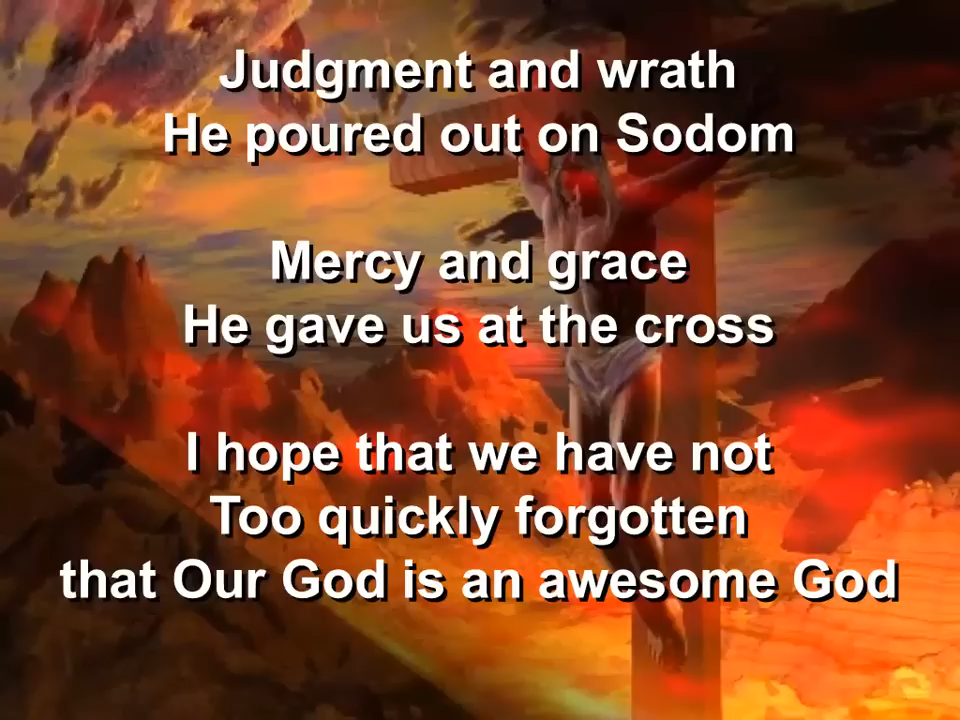 Judgment and wrath
He poured out on Sodom
Mercy and grace
He gave us at the cross
I hope that we have not
Too quickly forgotten
that Our God is an awesome God